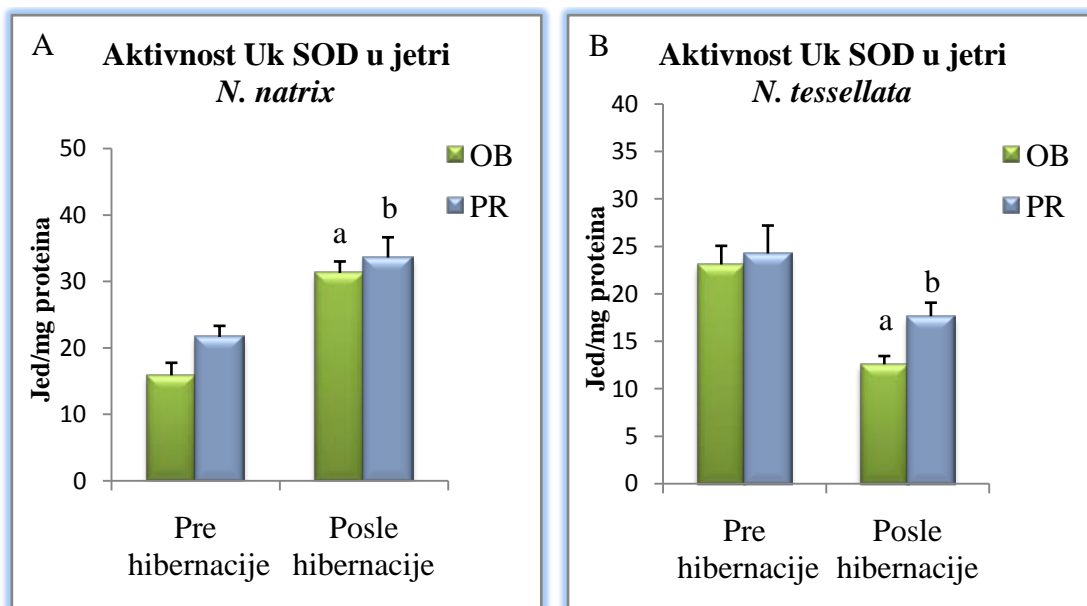 A
Aktivnost Uk SOD u jetri
N. natrix
Jed/mg proteina
50
40
30
20
10
0
OB
PR
a
b
Pre
hibernacije
Posle
hibernacije
B
Aktivnost Uk SOD u jetri
N. tessellata
Jed/mg proteina
40
35
30
25
20
15
10
5
0
OB
PR
a
b
Pre
hibernacije
Posle
hibernacije